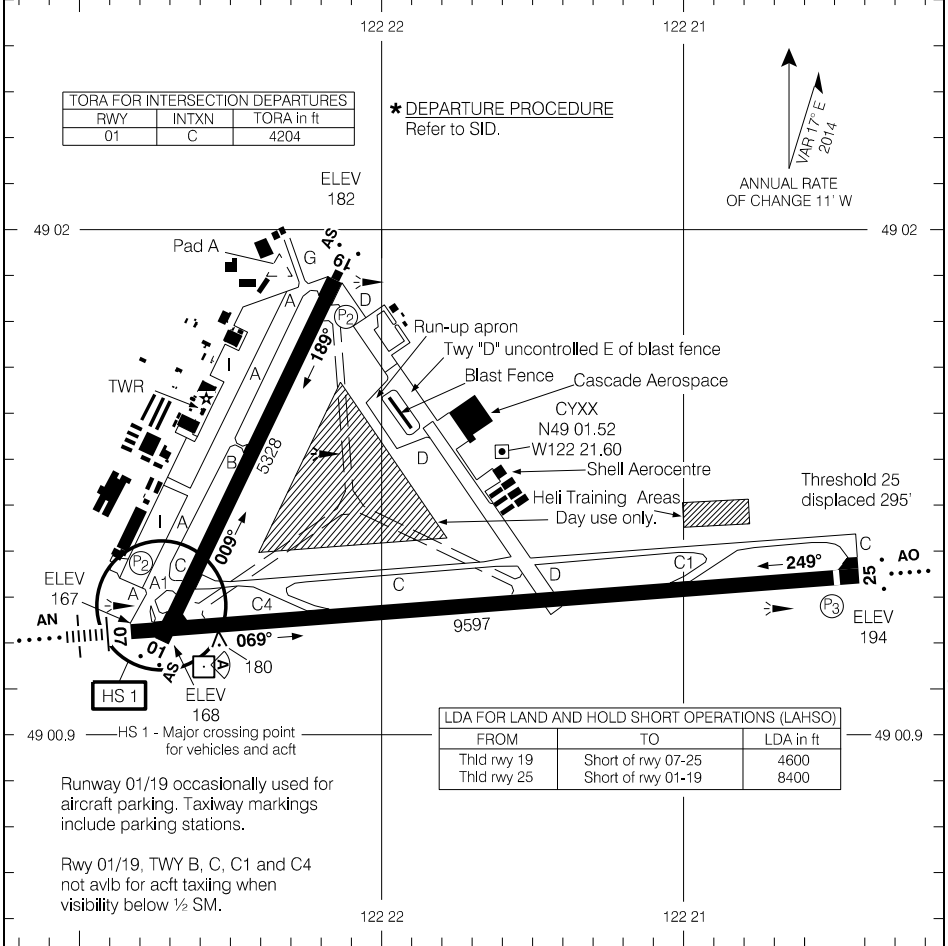 122 22
122 21
TORA FOR INTERSECTION DEPARTURES
RWY INTXN TORA in ft
01 C 4204
* DEPARTURE PROCEDURE
Refer to SID.
VAR 17° E
2014
ANNUAL RATE
OF CHANGE 11' W
ELEV
182
49 02
49 02
Pad A
G
AS
19
A
D
P2
Run-up apron
189°
Twy "D" uncontrolled E of blast fence
I
A
Blast Fence
Cascade Aerospace
TWR
CYXX
N49 01.52
W122 21.60
B
5328
D
Shell Aerocentre
Threshold 25
displaced 295'
Heli Training Areas
Day use only.
I
A
009°
C
P2
C
A1
ELEV
167
A
C4
C
D
C1
249°
25
AO
P3
ELEV
194
AN
07
01
AS
069°
9597
180
A
HS 1
ELEV
168
49 00.9
HS 1 - Major crossing point
for vehicles and acft
49 00.9
LDA FOR LAND AND HOLD SHORT OPERATIONS (LAHSO)
FROM TO LDA in ft
Thld rwy 19 Short of rwy 07-25 4600
Thld rwy 25 Short of rwy 01-19 8400
Runway 01/19 occasionally used for
aircraft parking. Taxiway markings
include parking stations.
Rwy 01/19, TWY B, C, C1 and C4
not avlb for acft taxiing when
visibility below ½ SM.
122 22
122 21